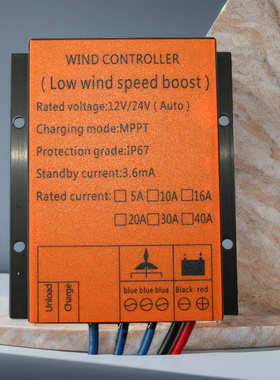 WIND CONTROLLER
( Low wind speed boost )
Rated voltage:12V/24V ( Auto )
Charging mode:MPPT
Protection grade:IP67
Standby current:3.6mA
Rated current: 5A 10A 16A
20A 30A 40A
Unload Charge
blue blue blue Black red